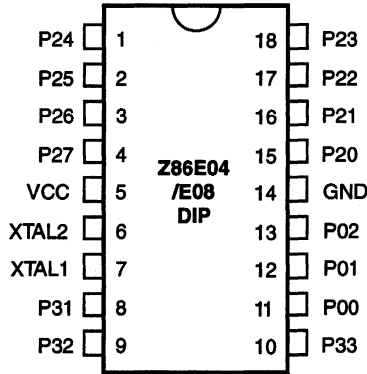 P24 1 18 P23
P25 2 17 P22
P26 3 16 P21
P27 4 Z86E04 15 P20
VCC 5 /E08 14 GND
XTAL2 6 DIP 13 P02
XTAL1 7 12 P01
P31 8 11 P00
P32 9 10 P33